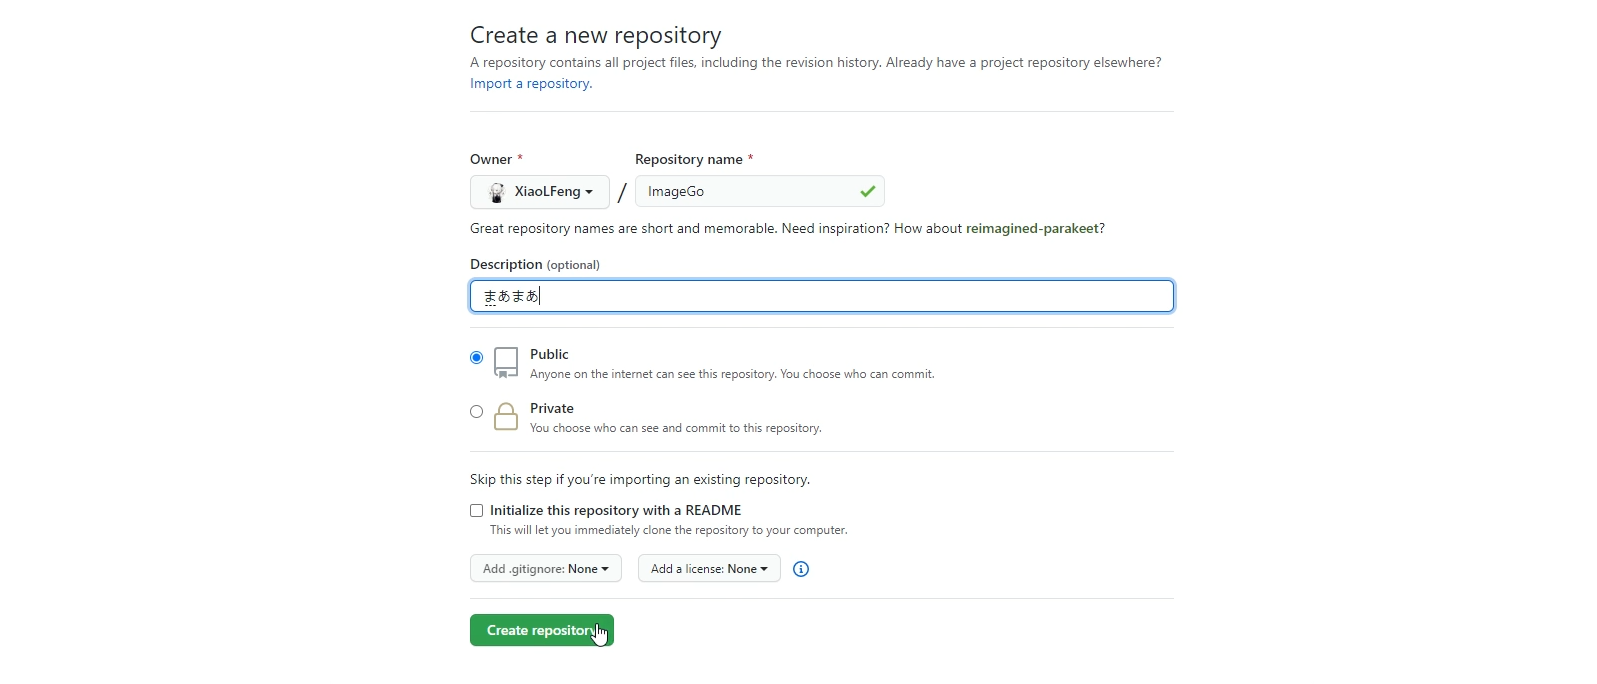 Create a new repository
A repository contains all project files, including the revision history. Already have a project repository elsewhere?
Import a repository.
Owner * Repository name *
XiaoLFeng / ImageGo
Great repository names are short and memorable. Need inspiration? How about reimagined-parakeet?
Description (optional)
まあまあ
Public
Anyone on the internet can see this repository. You choose who can commit.
Private
You choose who can see and commit to this repository.
Skip this step if you’re importing an existing repository.
Initialize this repository with a README
This will let you immediately clone the repository to your computer.
Add .gitignore: None Add a license: None
Create repository